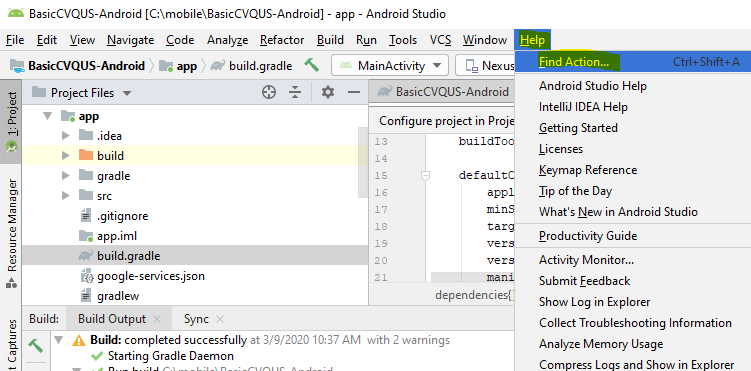 BasicCVQUS-Android [C:\mobile\BasicCVQUS-Android] - app - Android Studio
File Edit View Navigate Code Analyze Refactor Build Run Tools VCS Window Help
BasicCVQUS-Android app build.gradle MainActivity Nexus
Find Action... Ctrl+Shift+A
Android Studio Help
IntelliJ IDEA Help
Getting Started
Licenses
Keymap Reference
Tip of the Day
What's New in Android Studio
Productivity Guide
Activity Monitor...
Submit Feedback
Show Log in Explorer
Collect Troubleshooting Information
Analyze Memory Usage
Compress Logs and Show in Explorer
1: Project
Resource Manager
t Captures
Project Files
app
.idea
build
gradle
src
.gitignore
app.iml
build.gradle
google-services.json
gradlew
BasicCVQUS-Android
Configure project in Proje
13 buildToo
14
15 defaultC
16 appl
17 minS
18 targ
19 vers
20 vers
21 mani
dependencies{}
Build: Build Output Sync
Build: completed successfully at 3/9/2020 10:37 AM with 2 warnings
Starting Gradle Daemon
Run build C:\mobile\BasicCVQUS-Android